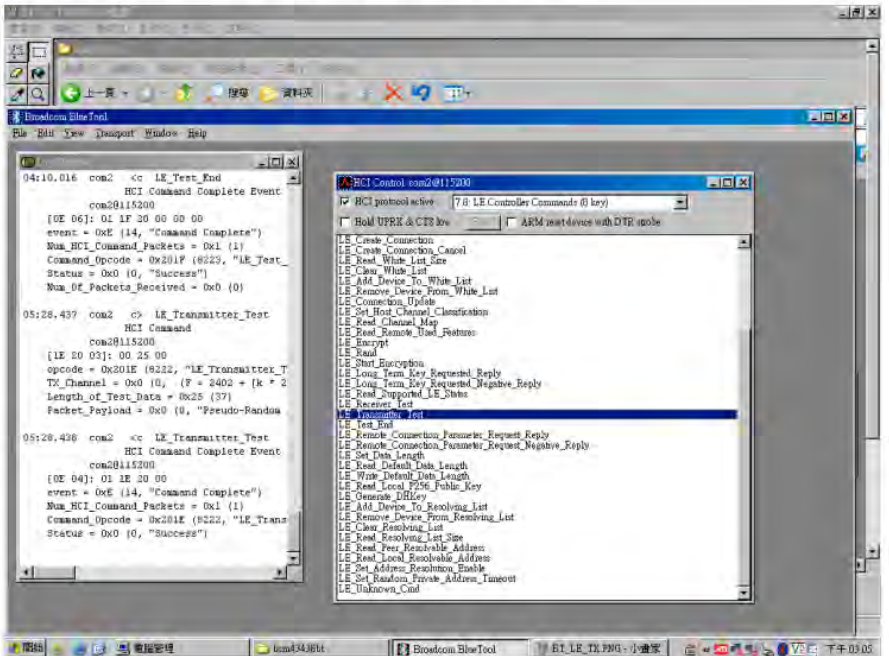 上一頁
搜尋
資料夾
Broadcom BlueTool
File Edit View Transport Window Help
04:10.016 com2 <c LE_Test_End
HCI Command Complete Event
com2@115200
[0E 06]: 01 1F 20 00 00 00
event = 0xE (14, "Command Complete")
Num_HCI_Command_Packets = 0x1 (1)
Command_Opcode = 0x201F (8223, "LE_Test_
Status = 0x0 (0, "Success")
Num_Of_Packets_Received = 0x0 (0)
05:28.437 com2 c> LE_Transmitter_Test
HCI Command
com2@115200
[1E 20 03]: 00 25 00
opcode = 0x201E (8222, "LE_Transmitter_T
TX_Channel = 0x0 (0, (F = 2402 + [k * 2
Length_of_Test_Data = 0x25 (37)
Packet_Payload = 0x0 (0, "Pseudo-Random
05:28.438 com2 <c LE_Transmitter_Test
HCI Command Complete Event
com2@115200
[0E 04]: 01 1E 20 00
event = 0xE (14, "Command Complete")
Num_HCI_Command_Packets = 0x1 (1)
Command_Opcode = 0x201E (8222, "LE_Trans
Status = 0x0 (0, "Success")
HCI Control: com2@115200
HCI protocol active
7.8: LE Controller Commands (8 key)
Hold UPRX & CTS low
ARM reset device with DTR strobe
LE_Create_Connection
LE_Create_Connection_Cancel
LE_Read_White_List_Size
LE_Clear_White_List
LE_Add_Device_To_White_List
LE_Remove_Device_From_White_List
LE_Connection_Update
LE_Set_Host_Channel_Classification
LE_Read_Channel_Map
LE_Read_Remote_Used_Features
LE_Encrypt
LE_Rand
LE_Start_Encryption
LE_Long_Term_Key_Requested_Reply
LE_Long_Term_Key_Requested_Negative_Reply
LE_Read_Supported_LE_States
LE_Receiver_Test
LE_Transmitter_Test
LE_Test_End
LE_Remote_Connection_Parameter_Request_Reply
LE_Remote_Connection_Parameter_Request_Negative_Reply
LE_Set_Data_Length
LE_Read_Default_Data_Length
LE_Write_Default_Data_Length
LE_Read_Local_P256_Public_Key
LE_Generate_DHKey
LE_Add_Device_To_Resolving_List
LE_Remove_Device_From_Resolving_List
LE_Clear_Resolving_List
LE_Read_Resolving_List_Size
LE_Read_Peer_Resolvable_Address
LE_Read_Local_Resolvable_Address
LE_Set_Address_Resolution_Enable
LE_Set_Random_Private_Address_Timeout
LE_Unknown_Cmd
開始
電腦管理
Broadcom BlueTool
BT_LE_TX.PNG - 小畫家
下午 03:05